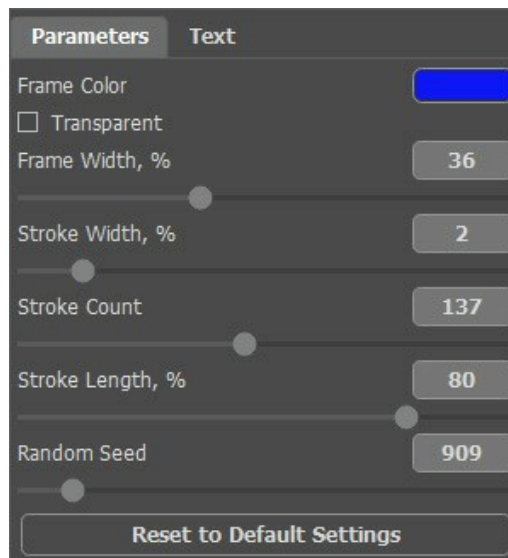 Parameters Text
Frame Color
Transparent
Frame Width, % 36
Stroke Width, % 2
Stroke Count 137
Stroke Length, % 80
Random Seed 909
Reset to Default Settings